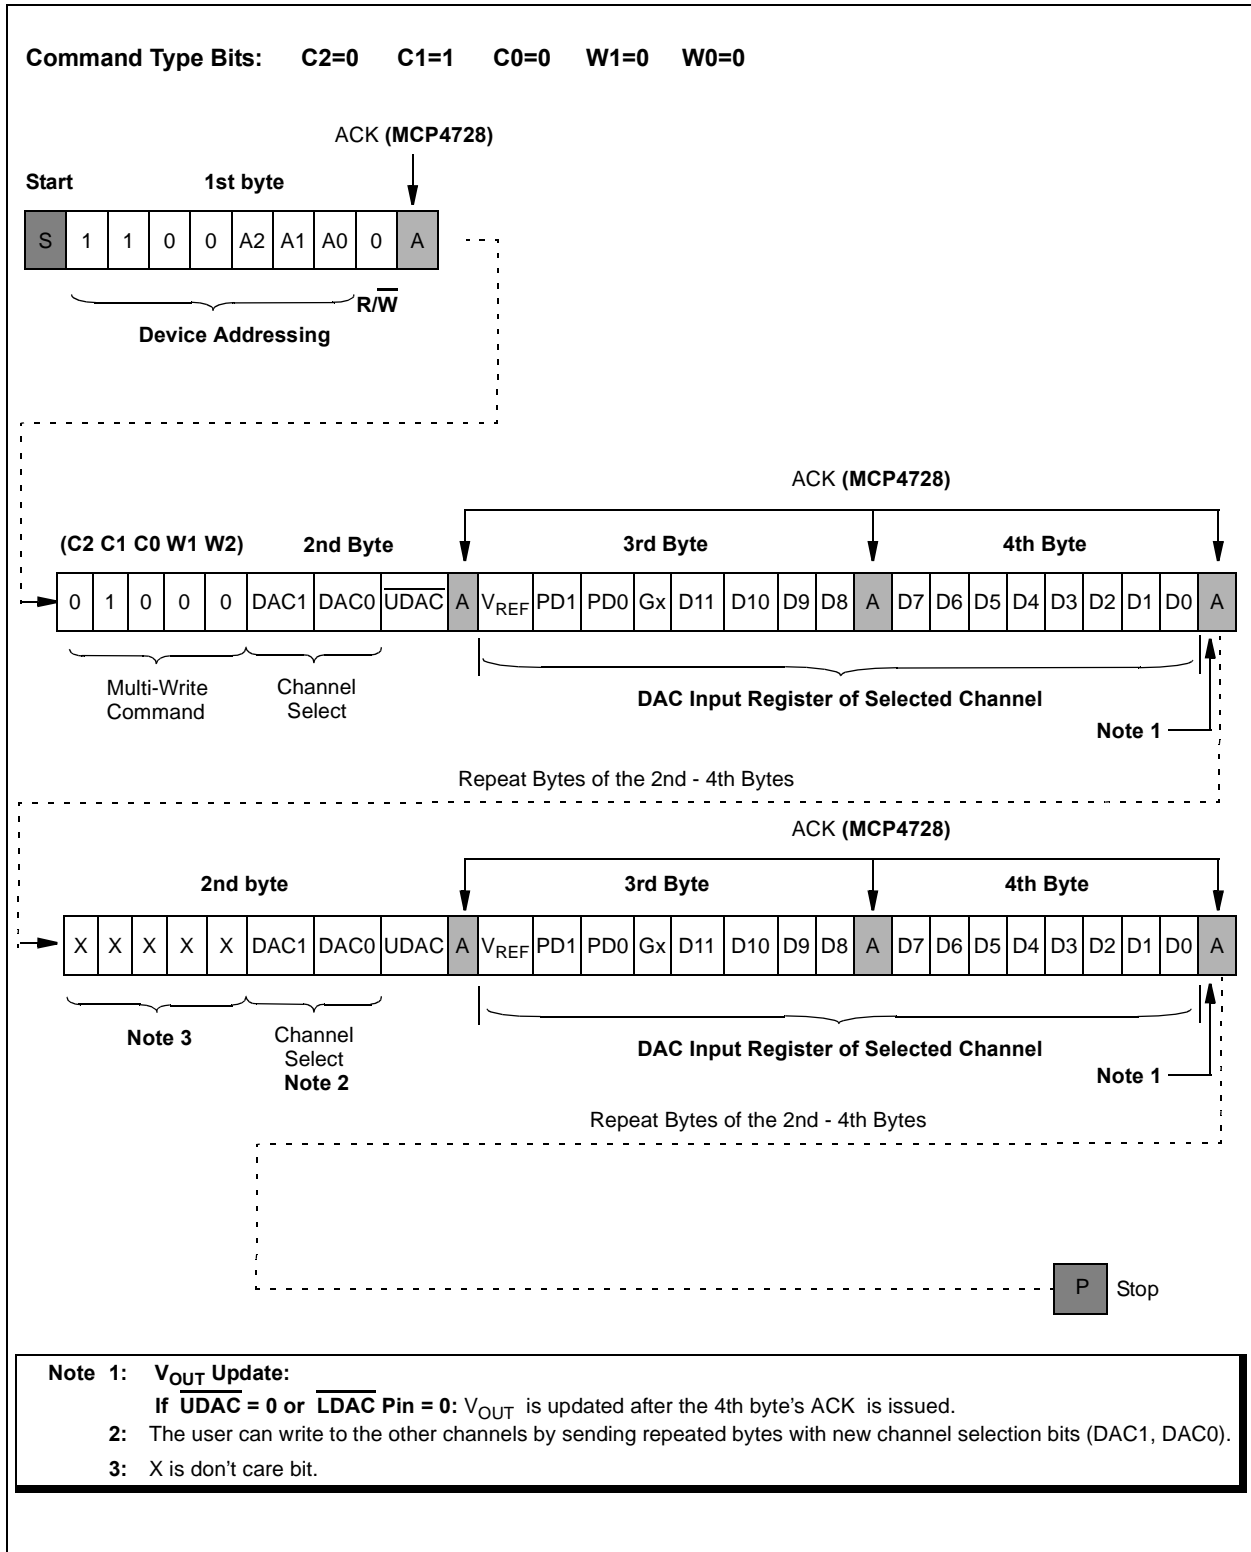 Command Type Bits: C2=0 C1=1 C0=0 W1=0 W0=0
ACK (MCP4728)
Start 1st byte
S 1 1 0 0 A2 A1 A0 0 A
R/W̅
Device Addressing
ACK (MCP4728)
(C2 C1 C0 W1 W2) 2nd Byte 3rd Byte 4th Byte
0 1 0 0 0 DAC1 DAC0 U̅D̅A̅C̅ A VREF PD1 PD0 Gx D11 D10 D9 D8 A D7 D6 D5 D4 D3 D2 D1 D0 A
Multi-Write Command
Channel Select
DAC Input Register of Selected Channel
Note 1
Repeat Bytes of the 2nd - 4th Bytes
ACK (MCP4728)
2nd byte 3rd Byte 4th Byte
X X X X X DAC1 DAC0 UDAC A VREF PD1 PD0 Gx D11 D10 D9 D8 A D7 D6 D5 D4 D3 D2 D1 D0 A
Note 3
Channel Select
Note 2
DAC Input Register of Selected Channel
Note 1
Repeat Bytes of the 2nd - 4th Bytes
P Stop
Note 1: VOUT Update:
If U̅D̅A̅C̅ = 0 or L̅D̅A̅C̅ Pin = 0: VOUT is updated after the 4th byte's ACK is issued.
2: The user can write to the other channels by sending repeated bytes with new channel selection bits (DAC1, DAC0).
3: X is don't care bit.